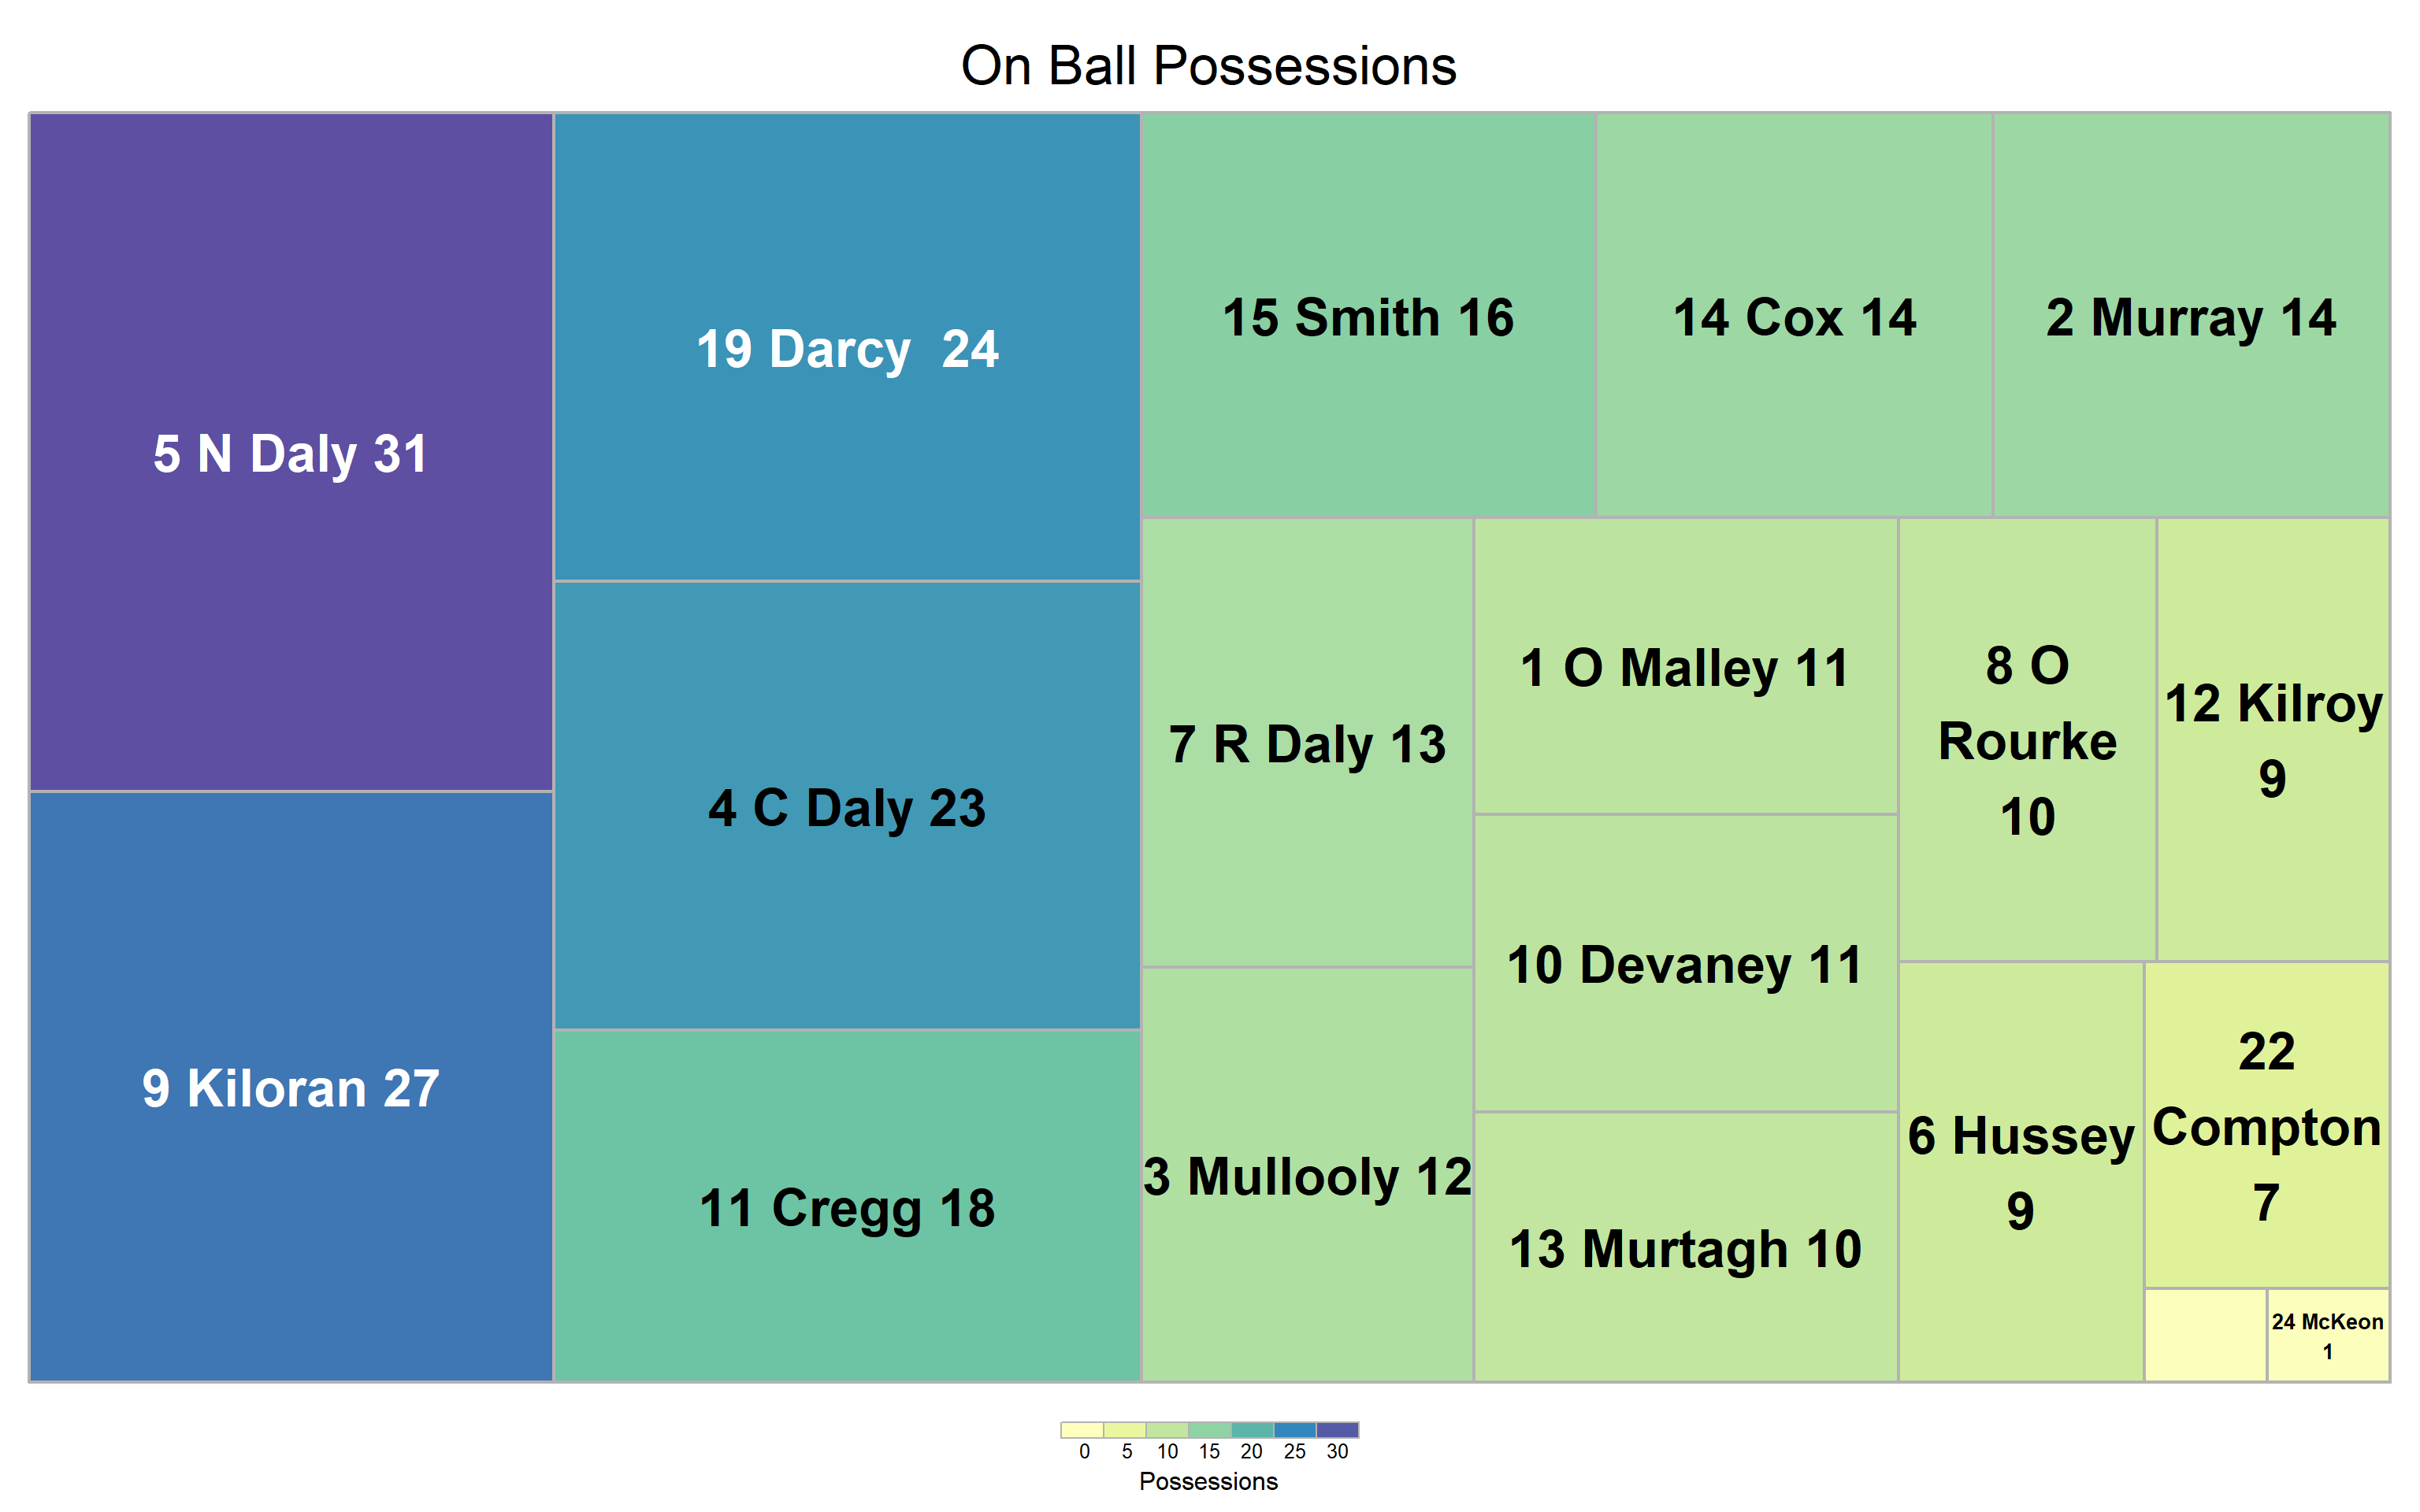 On Ball Possessions
5 N Daly 31
9 Kiloran 27
19 Darcy  24
4 C Daly 23
11 Cregg 18
15 Smith 16
14 Cox 14
2 Murray 14
7 R Daly 13
3 Mullooly 12
1 O Malley 11
10 Devaney 11
13 Murtagh 10
8 O
Rourke
10
12 Kilroy
9
6 Hussey
9
22
Compton
7
24 McKeon
1
0 5 10 15 20 25 30
Possessions